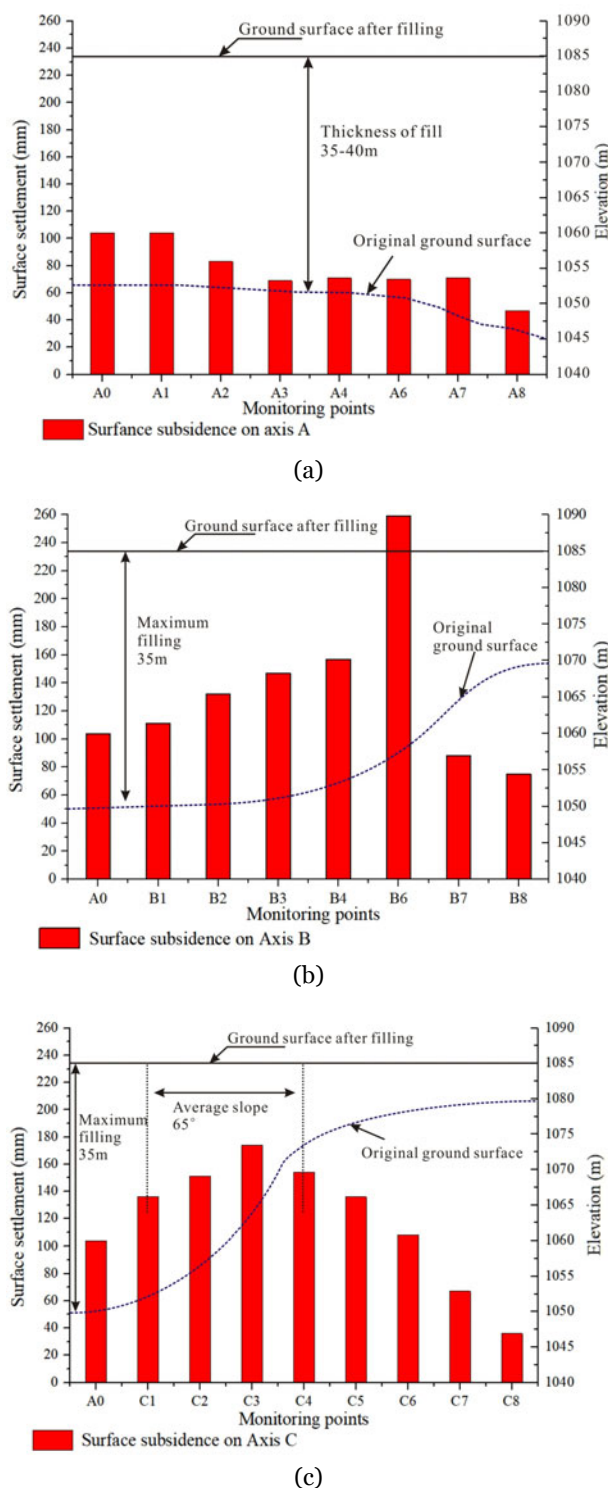 260
240
220
200
180
160
140
120
100
80
60
40
20
0
Surface settlement (mm)
Ground surface after filling
Thickness of fill
35-40m
Original ground surface
1090
1085
1080
1075
1070
1065
1060
1055
1050
1045
1040
Elevation (m)
A0 A1 A2 A3 A4 A6 A7 A8
Monitoring points
Surfance subsidence on axis A
(a)
260
240
220
200
180
160
140
120
100
80
60
40
20
0
Surface settlement (mm)
Ground surface after filling
Maximum
filling
35m
Original
ground surface
1090
1085
1080
1075
1070
1065
1060
1055
1050
1045
1040
Elevation (m)
A0 B1 B2 B3 B4 B6 B7 B8
Monitoring points
Surface subsidence on Axis B
(b)
260
240
220
200
180
160
140
120
100
80
60
40
20
0
Surface settlement (mm)
Ground surface after filling
Maximum
filling
35m
Average slope
65°
Original ground surface
1090
1085
1080
1075
1070
1065
1060
1055
1050
1045
1040
Elevation (m)
A0 C1 C2 C3 C4 C5 C6 C7 C8
Monitoring points
Surface subsidence on Axis C
(c)